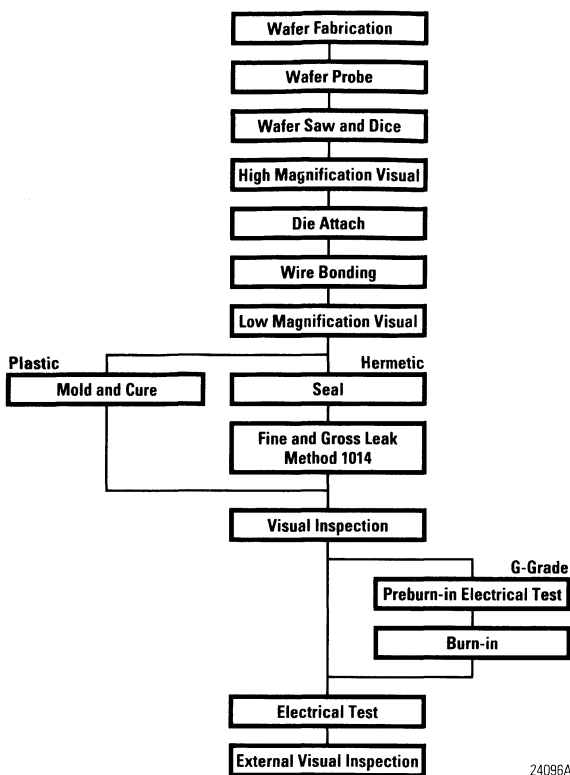 Wafer Fabrication
Wafer Probe
Wafer Saw and Dice
High Magnification Visual
Die Attach
Wire Bonding
Low Magnification Visual
Plastic
Hermetic
Mold and Cure
Seal
Fine and Gross Leak
Method 1014
Visual Inspection
G-Grade
Preburn-in Electrical Test
Burn-in
Electrical Test
External Visual Inspection
24096A